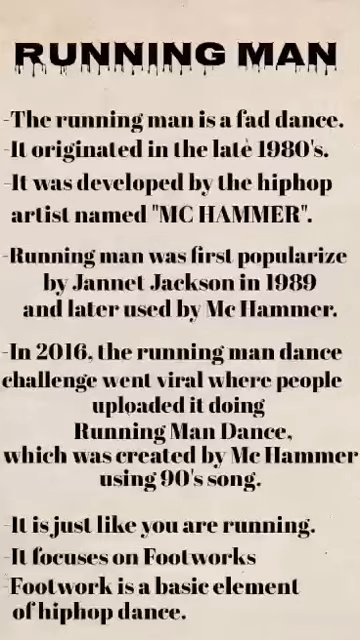 RUNNING MAN
-The running man is a fad dance.
-It originated in the late 1980's.
-It was developed by the hiphop
artist named "MC HAMMER".
-Running man was first popularize
by Jannet Jackson in 1989
and later used by Mc Hammer.
-In 2016, the running man dance
challenge went viral where people
uploaded it doing
Running Man Dance,
which was created by Mc Hammer
using 90's song.
-It is just like you are running.
-It focuses on Footworks
-Footwork is a basic element
of hiphop dance.